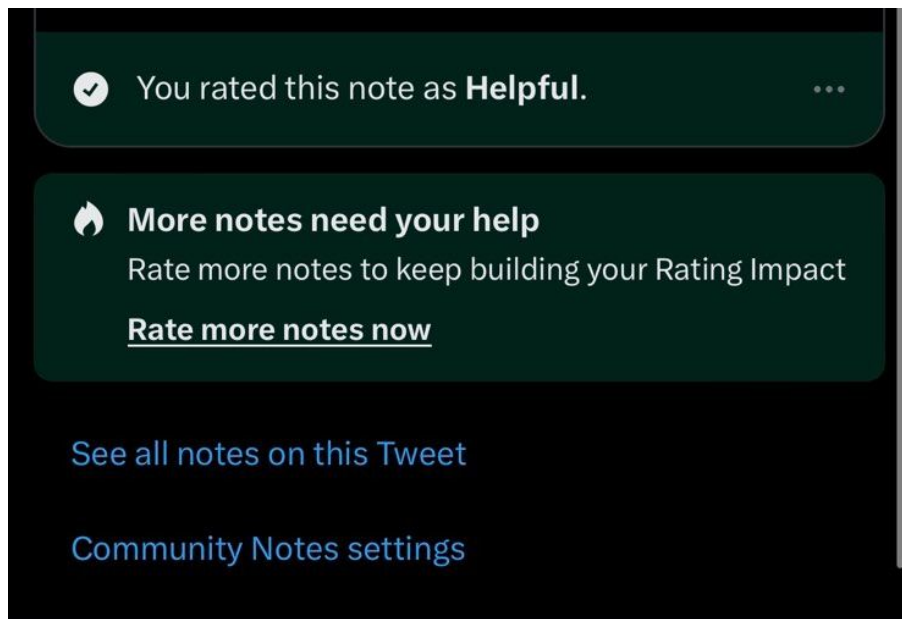 You rated this note as Helpful.
More notes need your help
Rate more notes to keep building your Rating Impact
Rate more notes now
See all notes on this Tweet
Community Notes settings